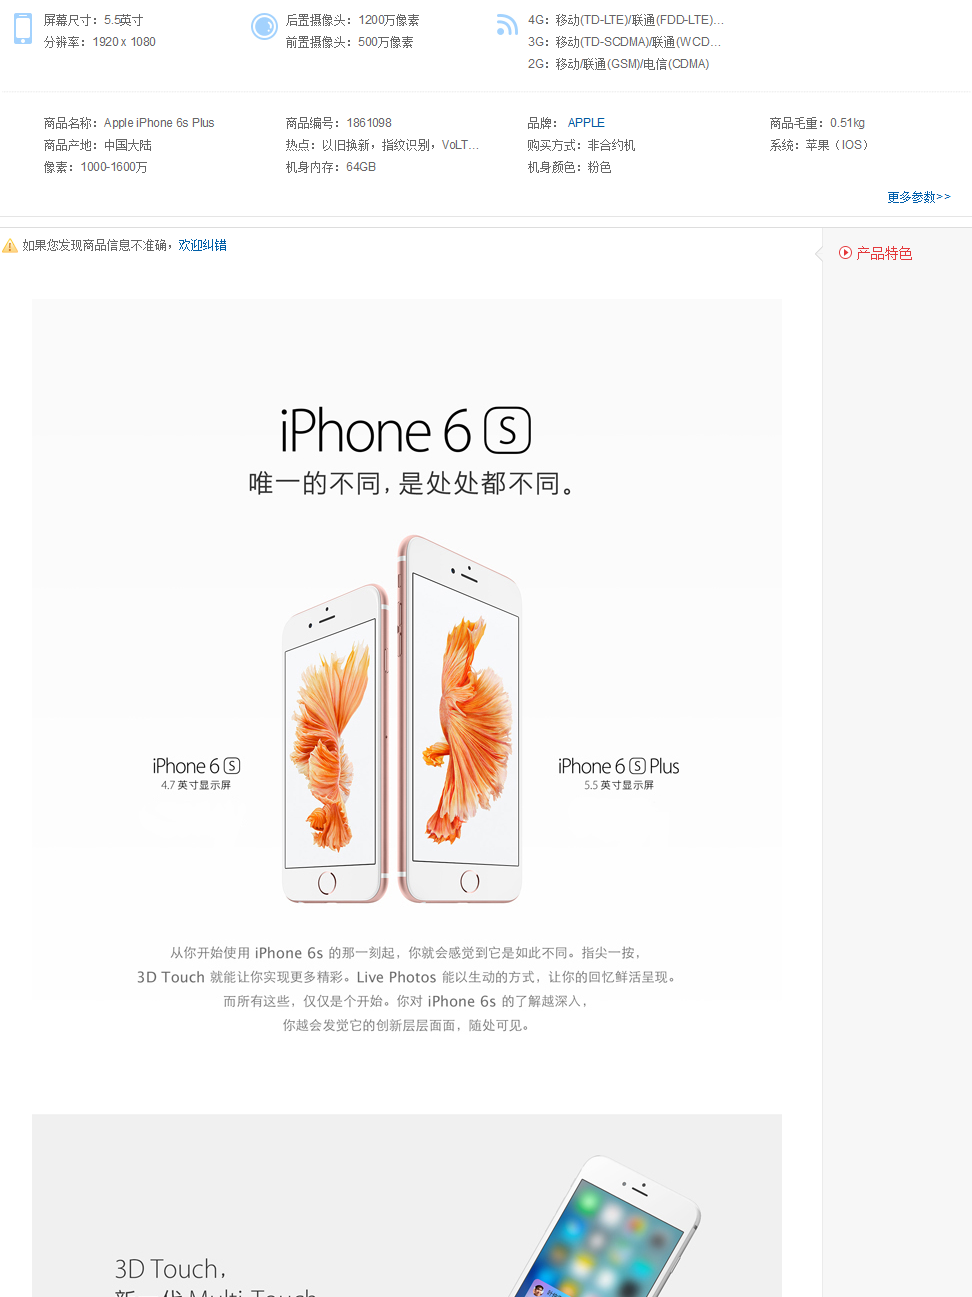 屏幕尺寸：5.5英寸
分辨率：1920 x 1080
后置摄像头：1200万像素
前置摄像头：500万像素
4G：移动(TD-LTE)/联通(FDD-LTE)...
3G：移动(TD-SCDMA)/联通(WCD...
2G：移动/联通(GSM)/电信(CDMA)
商品名称：Apple iPhone 6s Plus
商品编号：1861098
品牌： APPLE
商品毛重：0.51kg
商品产地：中国大陆
热点：以旧换新，指纹识别，VoLT...
购买方式：非合约机
系统：苹果（IOS）
像素：1000-1600万
机身内存：64GB
机身颜色：粉色
更多参数>>
如果您发现商品信息不准确，欢迎纠错
产品特色
iPhone 6 S
唯一的不同, 是处处都不同。
iPhone 6 S
4.7 英寸显示屏
iPhone 6 S Plus
5.5 英寸显示屏
从你开始使用 iPhone 6s 的那一刻起，你就会感觉到它是如此不同。指尖一按，
3D Touch 就能让你实现更多精彩。Live Photos 能以生动的方式，让你的回忆鲜活呈现。
而所有这些，仅仅是个开始。你对 iPhone 6s 的了解越深入，
你越会发觉它的创新层层面面，随处可见。
3D Touch，
新一代 Multi-Touch